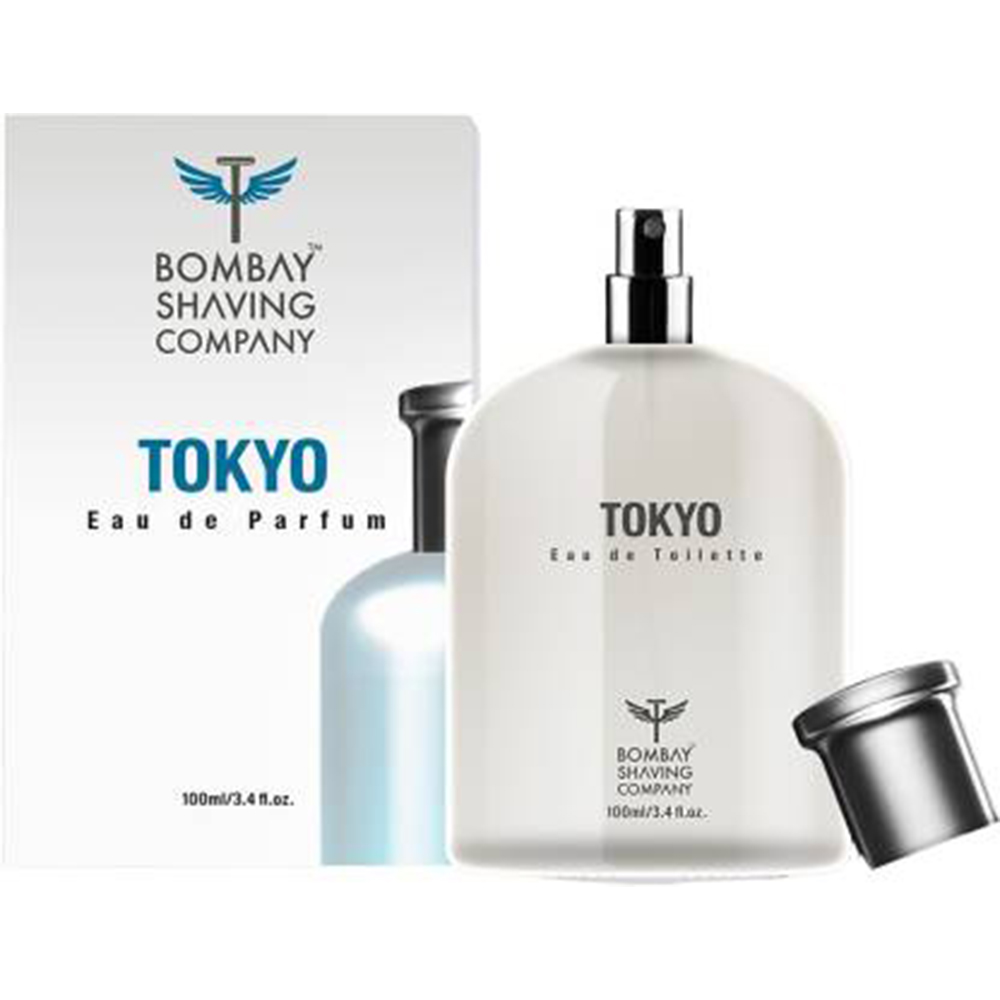 BOMBAY™
SHAVING
COMPANY
TOKYO
Eau de Parfum
100ml/3.4 fl.oz.
TOKYO
Eau de Toilette
BOMBAY
SHAVING
COMPANY
100ml/3.4 fl.oz.